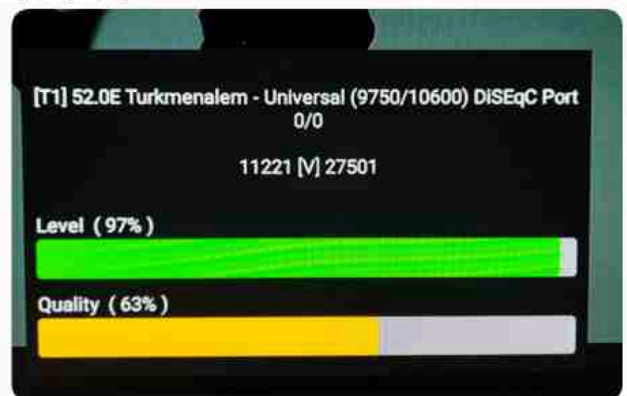 [T1] 52.0E Turkmenalem - Universal (9750/10600) DiSEqC Port
0/0
11221 [V] 27501
Level ( 97% )
Quality ( 63% )